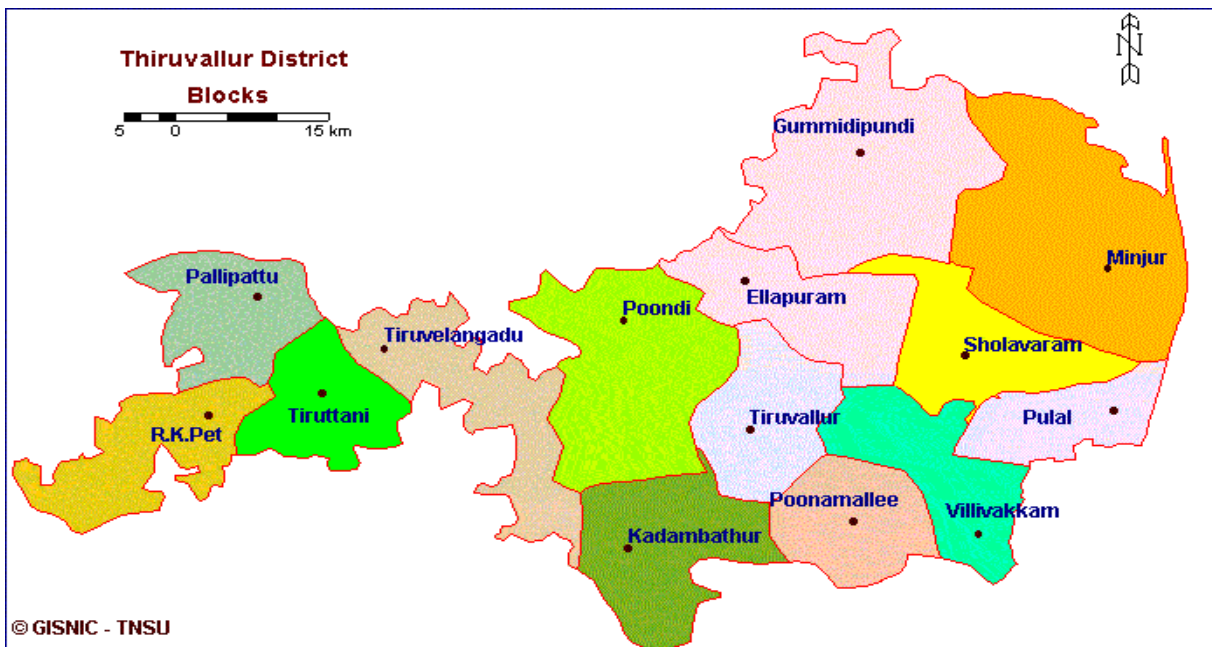 Thiruvallur District
Blocks
5 0 15 km
N
Gummidipundi
Minjur
Pallipattu
Ellapuram
Poondi
Tiruvelangadu
Sholavaram
Tiruttani
Tiruvallur
Pulal
R.K.Pet
Poonamallee
Villivakkam
Kadambathur
© GISNIC - TNSU